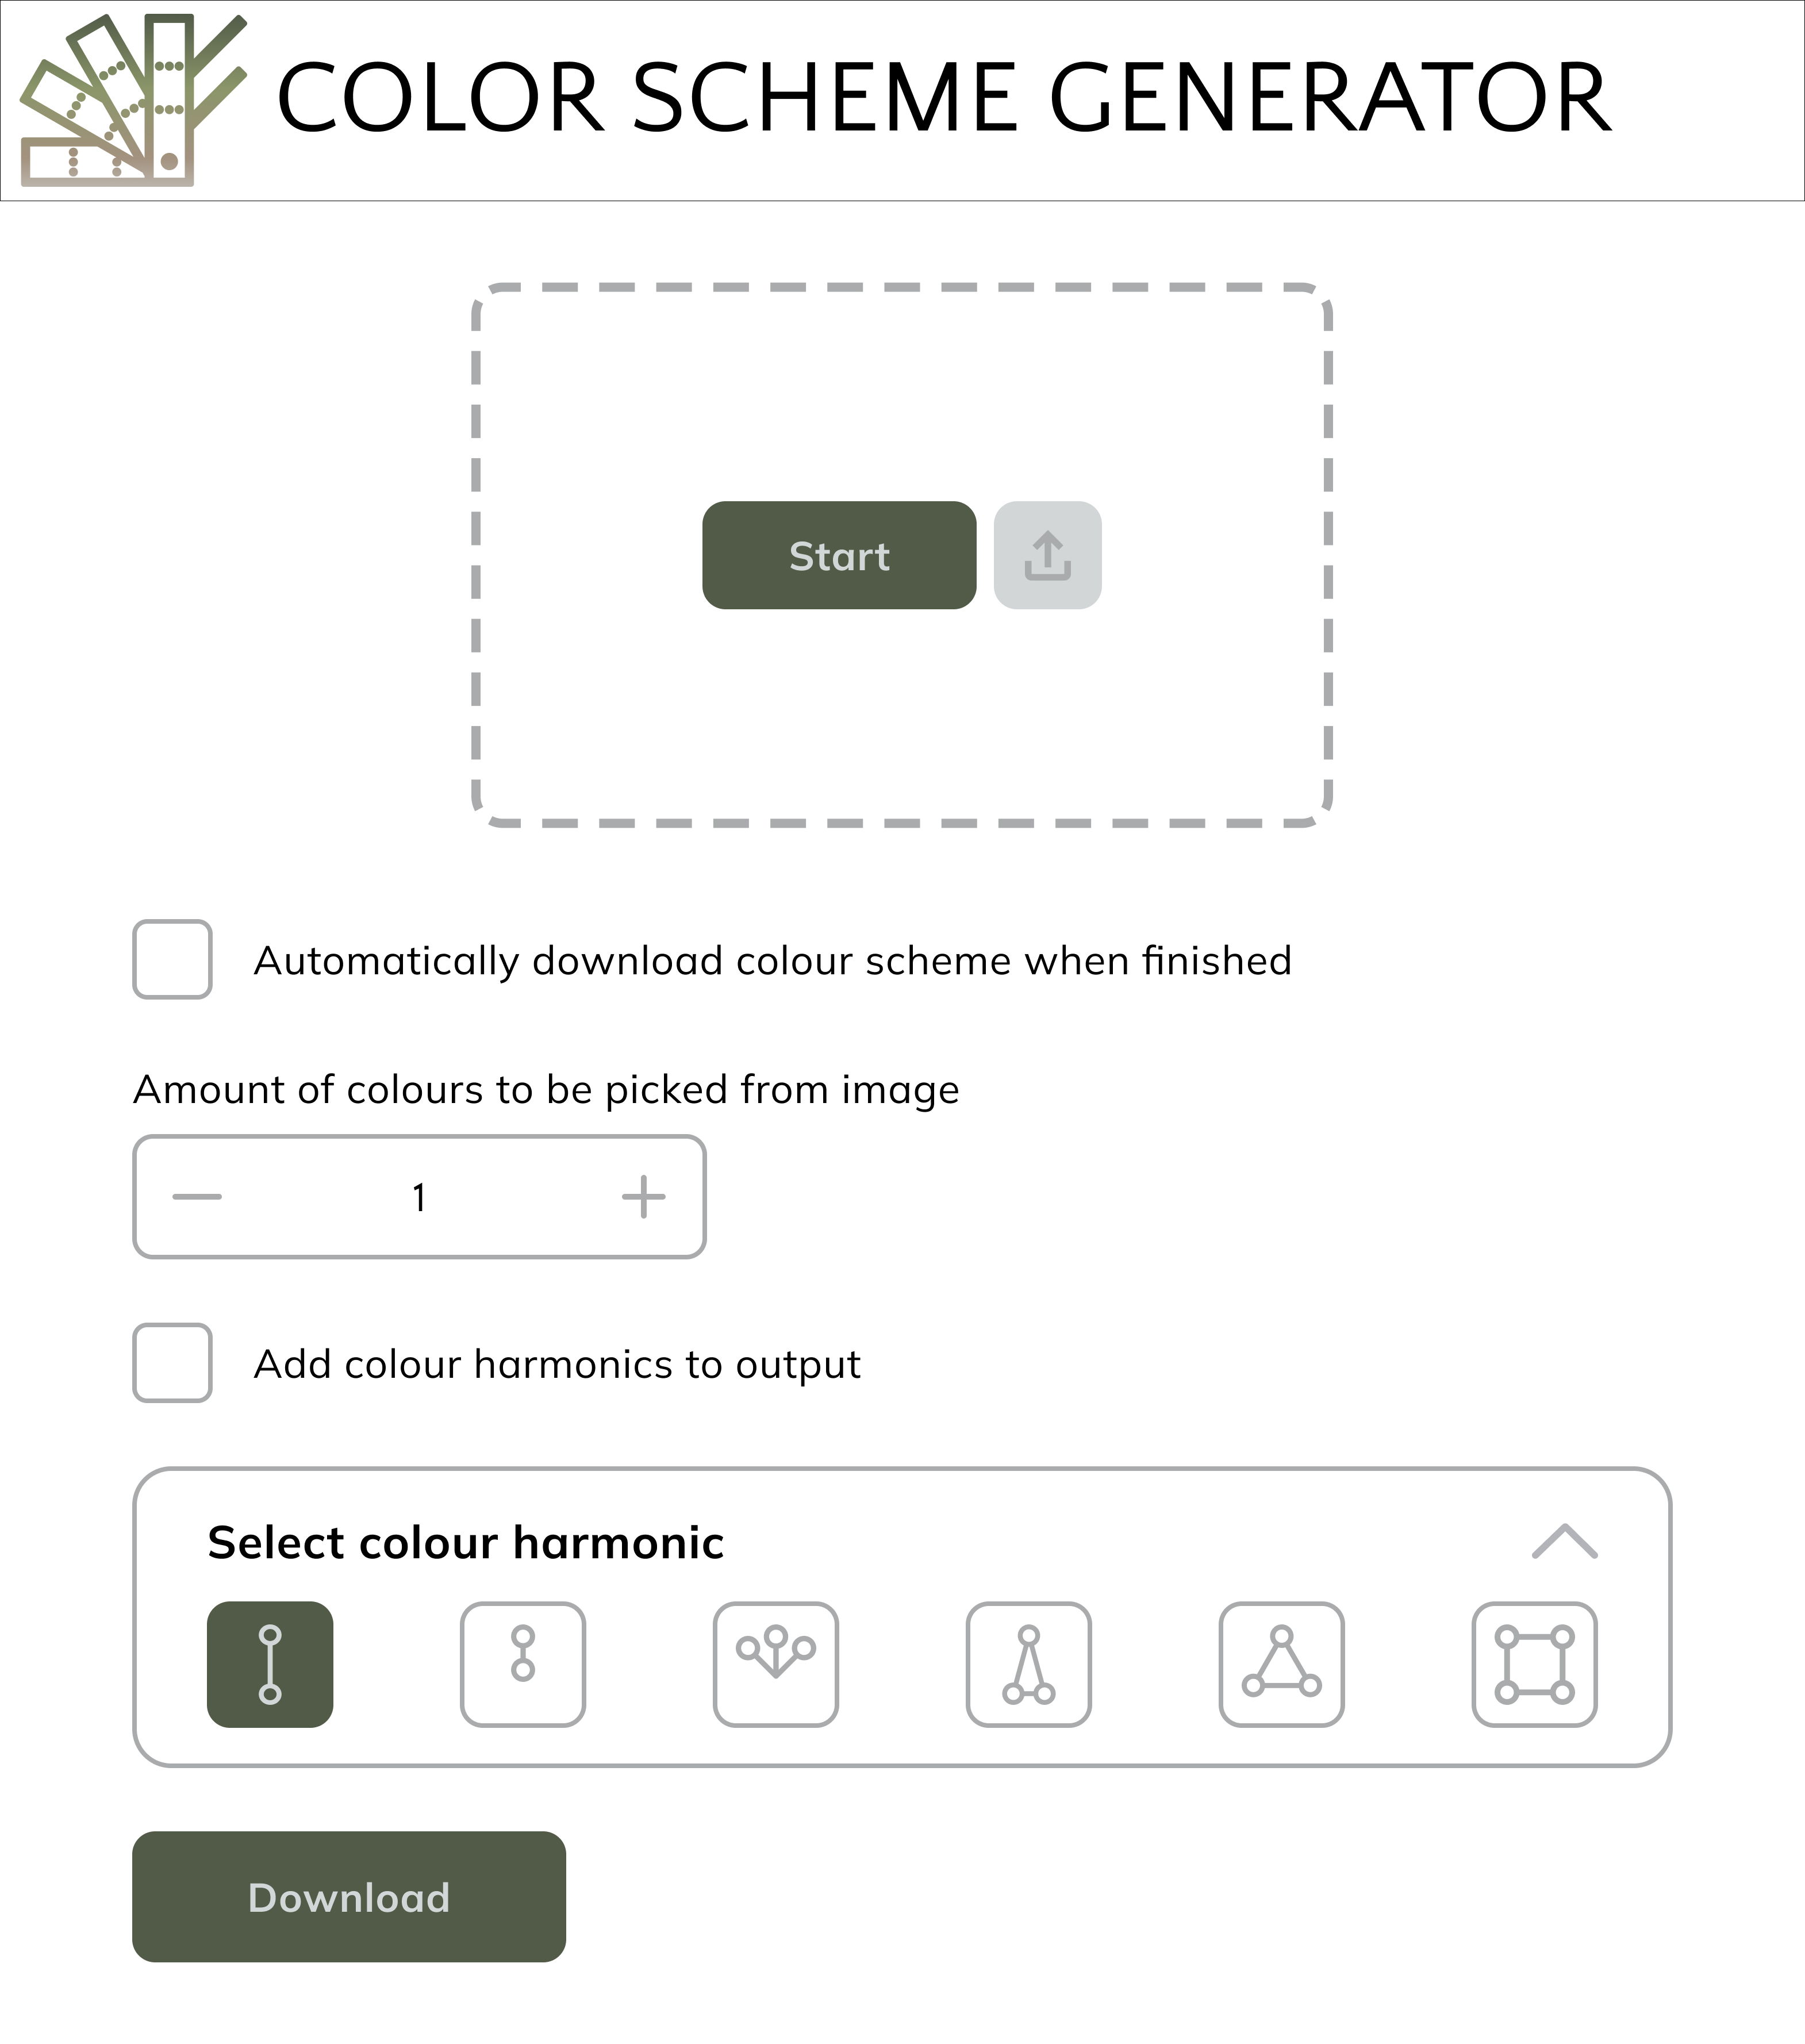 COLOR SCHEME GENERATOR
Start
Automatically download colour scheme when finished
Amount of colours to be picked from image
1
Add colour harmonics to output
Select colour harmonic
Download